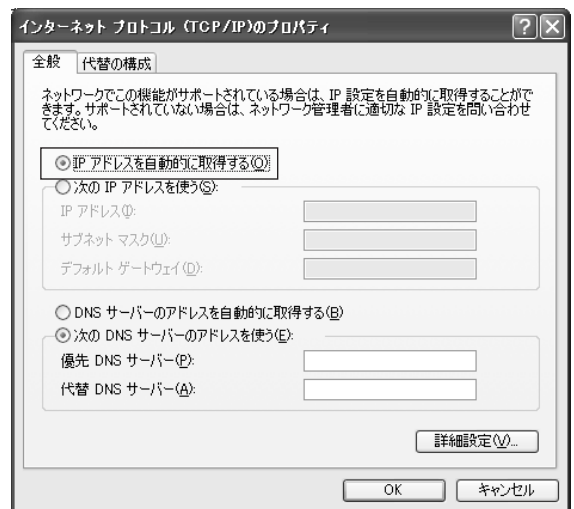 インターネット プロトコル (TCP/IP)のプロパティ
全般
代替の構成
ネットワークでこの機能がサポートされている場合は、IP 設定を自動的に取得することがで
きます。サポートされていない場合は、ネットワーク管理者に適切な IP 設定を問い合わせ
てください。
IP アドレスを自動的に取得する(O)
次の IP アドレスを使う(S):
IP アドレス(I):
サブネット マスク(U):
デフォルト ゲートウェイ(D):
DNS サーバーのアドレスを自動的に取得する(B)
次の DNS サーバーのアドレスを使う(E):
優先 DNS サーバー(P):
代替 DNS サーバー(A):
詳細設定(V)...
OK
キャンセル